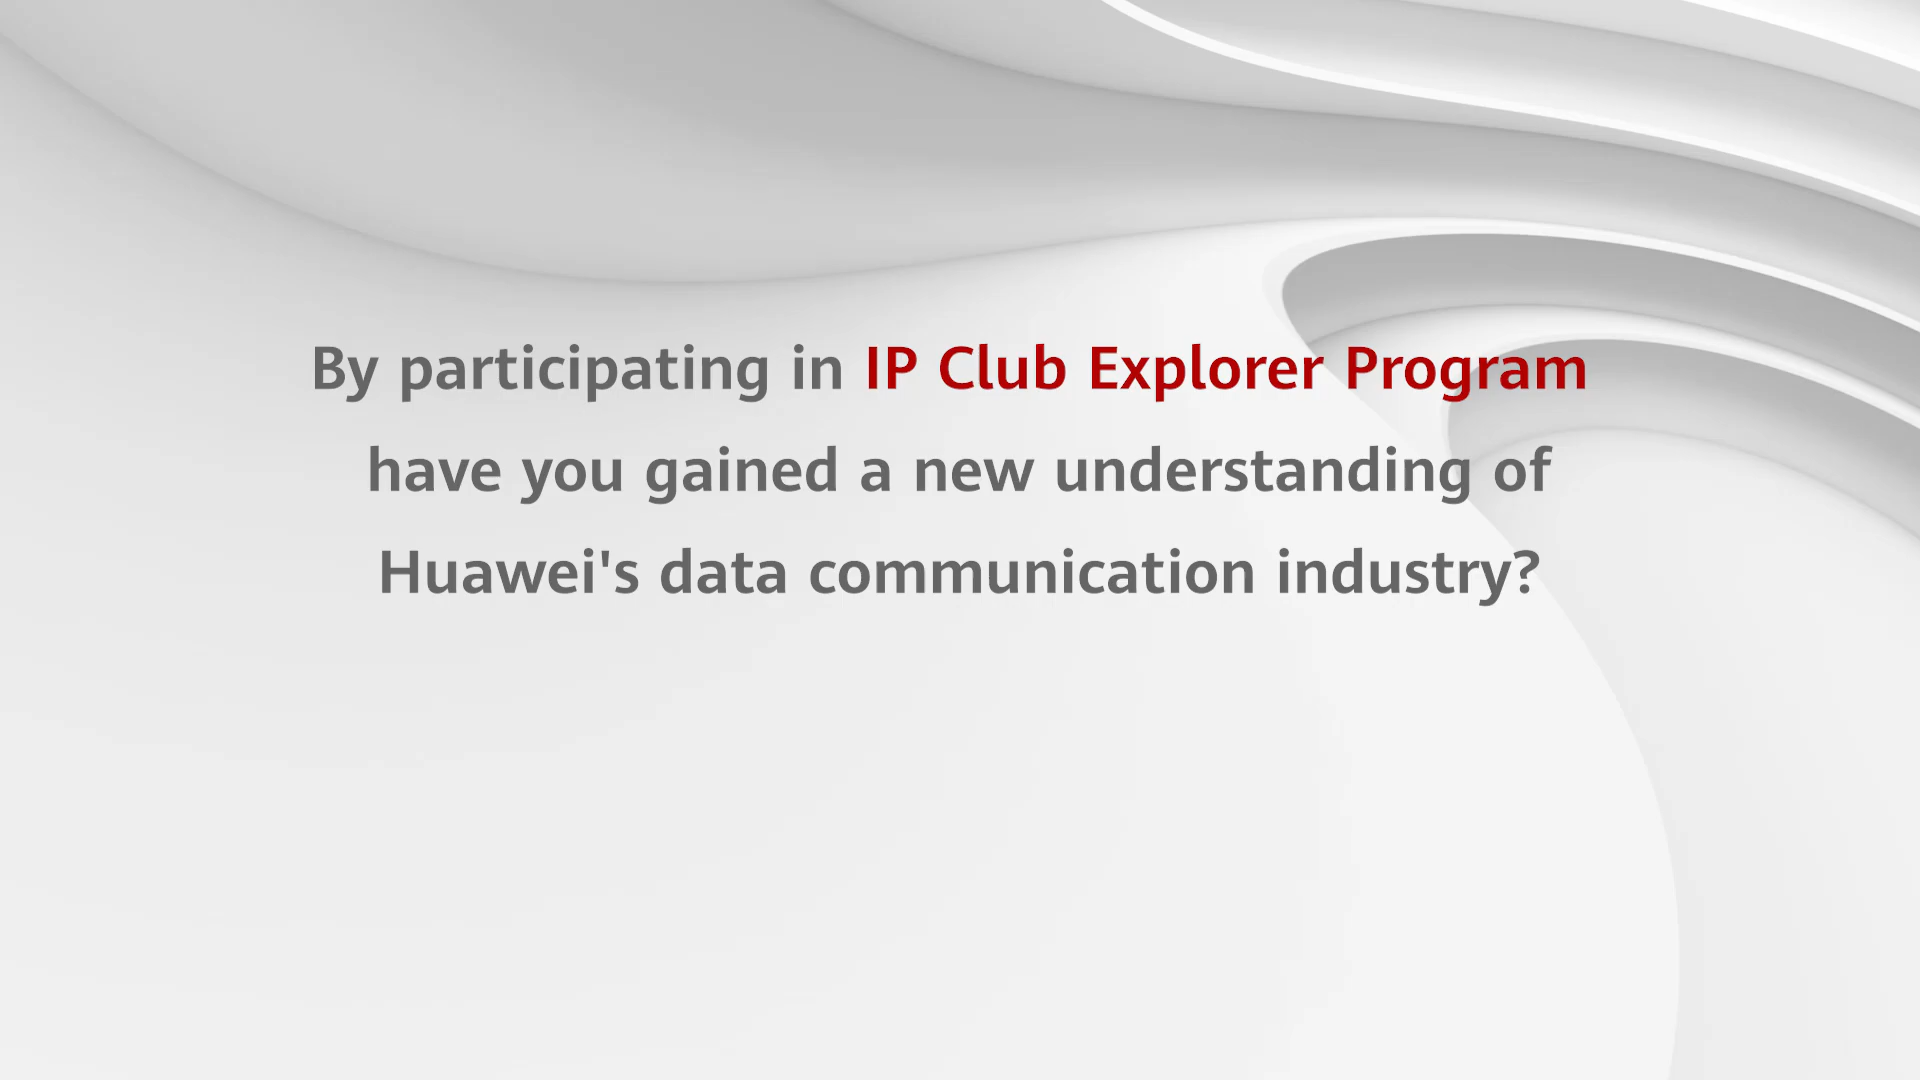 By participating in IP Club Explorer Program
have you gained a new understanding of
Huawei's data communication industry?